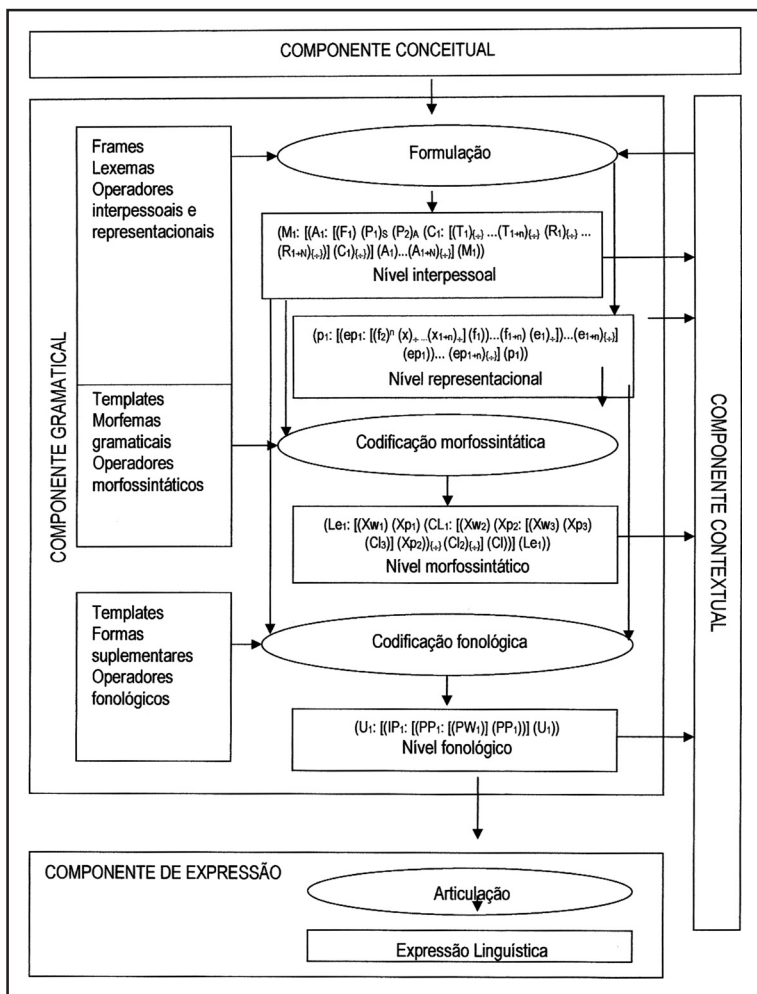 COMPONENTE CONCEITUAL
COMPONENTE GRAMATICAL
Frames
Lexemas
Operadores
interpessoais e
representacionais
Formulação
(M₁: [(A₁: [(F₁) (P₁)s (P₂)A (C₁: [(T₁){÷} …(T₁₊ₙ){÷} (R₁){÷} …
(R₁₊N){÷})] (C₁){÷})] (A₁)…(A₁₊N){÷}] (M₁))
Nível interpessoal
(p₁: [(ep₁: [(f₂)ⁿ (x)÷ …(x₁₊ₙ)÷] (f₁))…(f₁₊ₙ) (e₁)÷])…(e₁₊ₙ){÷}]
(ep₁))… (ep₁₊ₙ){÷}] (p₁))
Nível representacional
Templates
Morfemas
gramaticais
Operadores
morfossintáticos
Codificação morfossintática
(Le₁: [(Xw₁) (Xp₁) (CL₁: [(Xw₂) (Xp₂: [(Xw₃) (Xp₃)
(Cl₃)] (Xp₂)){÷} (Cl₂){÷}] (Cl))] (Le₁))
Nível morfossintático
Templates
Formas
suplementares
Operadores
fonológicos
Codificação fonológica
(U₁: [(IP₁: [(PP₁: [(PW₁)] (PP₁))] (U₁))
Nível fonológico
COMPONENTE CONTEXTUAL
COMPONENTE DE EXPRESSÃO
Articulação
Expressão Linguística